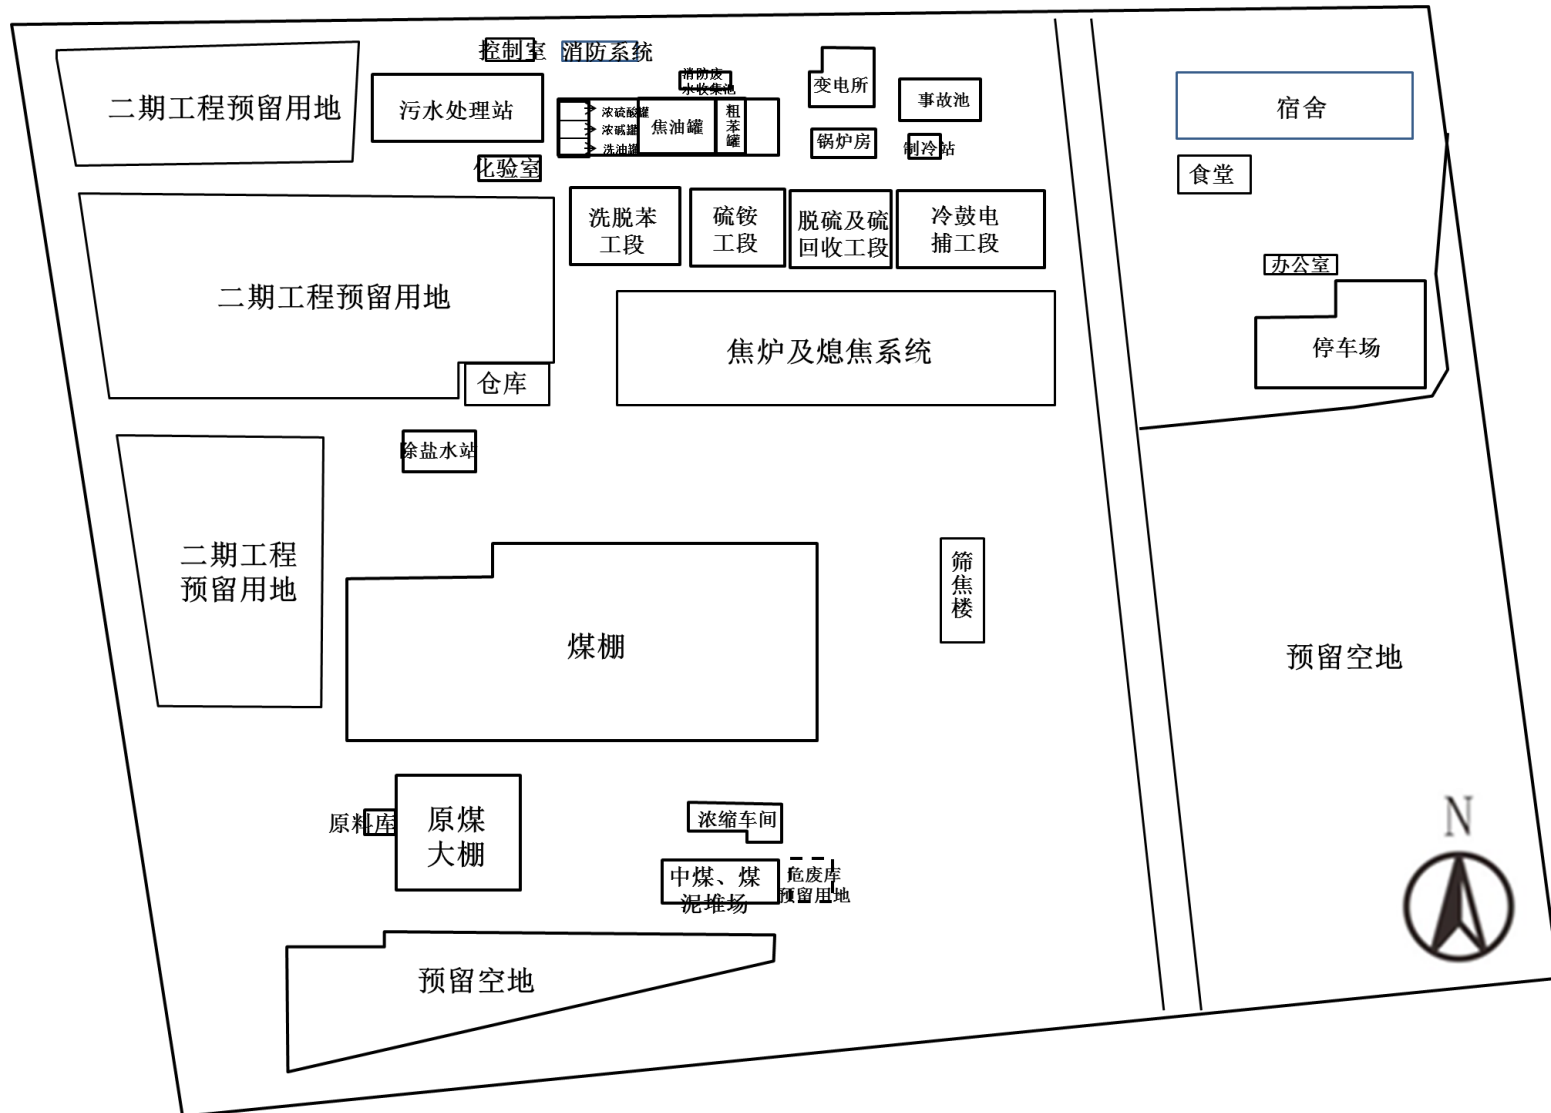 控制室
消防系统
二期工程预留用地
污水处理站
消防废
水收集池
浓硫酸罐
浓碱罐
洗油罐
焦油罐
粗苯罐
变电所
事故池
宿舍
锅炉房
制冷站
化验室
食堂
洗脱苯
工段
硫铵
工段
脱硫及硫
回收工段
冷鼓电
捕工段
办公室
二期工程预留用地
焦炉及熄焦系统
停车场
仓库
除盐水站
二期工程
预留用地
筛焦楼
煤棚
预留空地
原料库
原煤
大棚
浓缩车间
中煤、煤
泥堆场
危废库
预留用地
N
预留空地